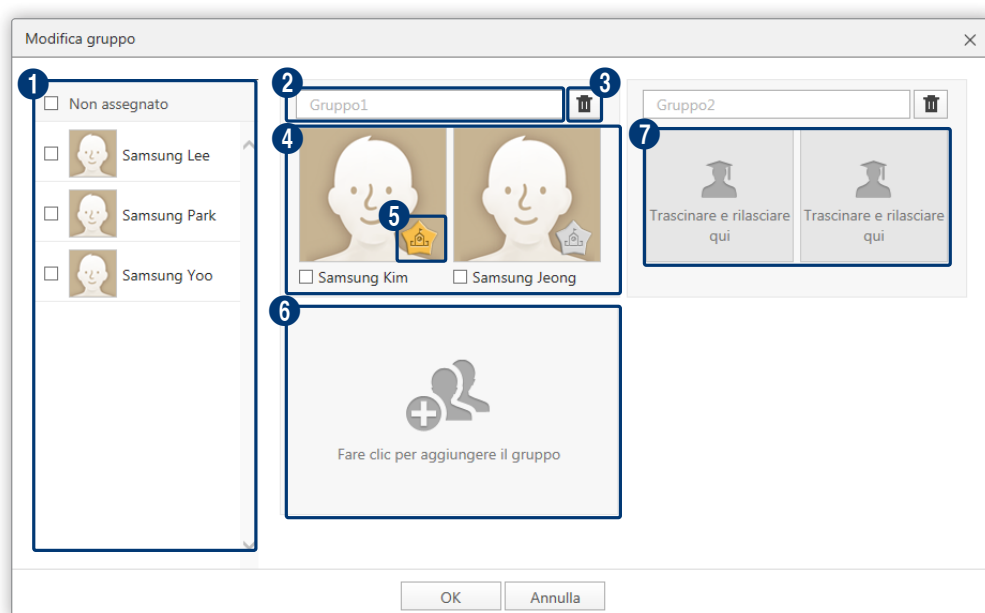 Modifica gruppo
1
Non assegnato
Samsung Lee
Samsung Park
Samsung Yoo
2
Gruppo1
3
4
5
Samsung Kim
Samsung Jeong
6
Fare clic per aggiungere il gruppo
Gruppo2
7
Trascinare e rilasciare
qui
Trascinare e rilasciare
qui
OK
Annulla